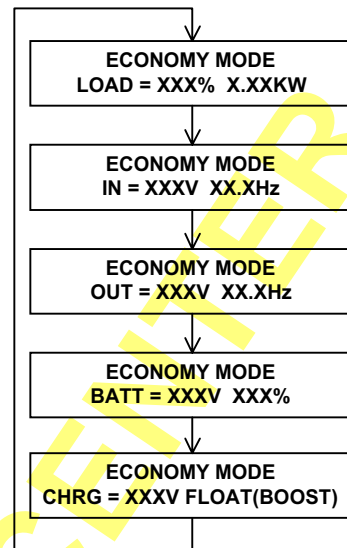 ECONOMY MODE
LOAD = XXX% X.XXKW
ECONOMY MODE
IN = XXXV XX.XHz
ECONOMY MODE
OUT = XXXV XX.XHz
ECONOMY MODE
BATT = XXXV XXX%
ECONOMY MODE
CHRG = XXXV FLOAT(BOOST)
CENTER